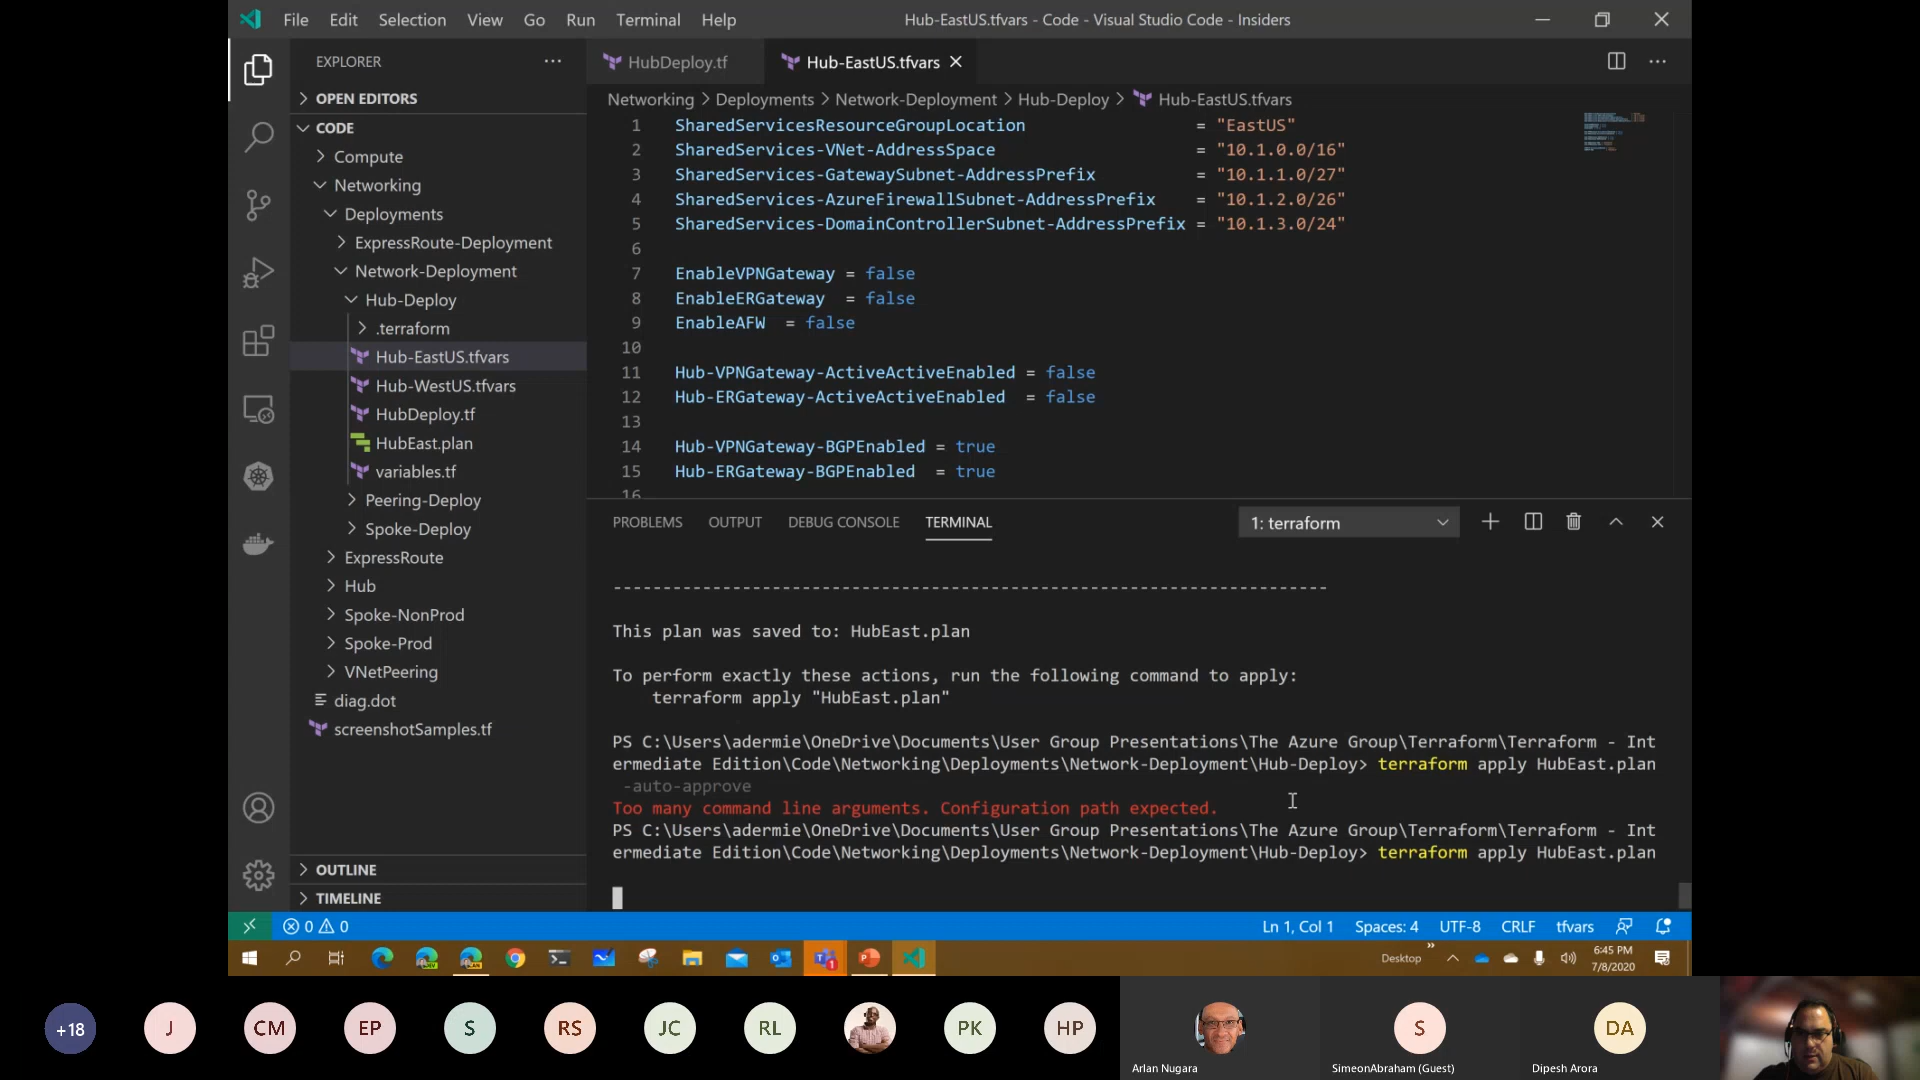 File Edit Selection View Go Run Terminal Help
Hub-EastUS.tfvars - Code - Visual Studio Code - Insiders
EXPLORER
OPEN EDITORS
CODE
Compute
Networking
Deployments
ExpressRoute-Deployment
Network-Deployment
Hub-Deploy
.terraform
Hub-EastUS.tfvars
Hub-WestUS.tfvars
HubDeploy.tf
HubEast.plan
variables.tf
Peering-Deploy
Spoke-Deploy
ExpressRoute
Hub
Spoke-NonProd
Spoke-Prod
VNetPeering
diag.dot
screenshotSamples.tf
OUTLINE
TIMELINE
HubDeploy.tf
Hub-EastUS.tfvars
Networking > Deployments > Network-Deployment > Hub-Deploy > Hub-EastUS.tfvars
1 SharedServicesResourceGroupLocation = "EastUS"
2 SharedServices-VNet-AddressSpace = "10.1.0.0/16"
3 SharedServices-GatewaySubnet-AddressPrefix = "10.1.1.0/27"
4 SharedServices-AzureFirewallSubnet-AddressPrefix = "10.1.2.0/26"
5 SharedServices-DomainControllerSubnet-AddressPrefix = "10.1.3.0/24"
6
7 EnableVPNGateway = false
8 EnableERGateway = false
9 EnableAFW = false
10
11 Hub-VPNGateway-ActiveActiveEnabled = false
12 Hub-ERGateway-ActiveActiveEnabled = false
13
14 Hub-VPNGateway-BGPEnabled = true
15 Hub-ERGateway-BGPEnabled = true
16
PROBLEMS OUTPUT DEBUG CONSOLE TERMINAL
1: terraform
------------------------------------------------------------------------
This plan was saved to: HubEast.plan
To perform exactly these actions, run the following command to apply:
terraform apply "HubEast.plan"
PS C:\Users\adermie\OneDrive\Documents\User Group Presentations\The Azure Group\Terraform\Terraform - Int
ermediate Edition\Code\Networking\Deployments\Network-Deployment\Hub-Deploy> terraform apply HubEast.plan
-auto-approve
Too many command line arguments. Configuration path expected.
PS C:\Users\adermie\OneDrive\Documents\User Group Presentations\The Azure Group\Terraform\Terraform - Int
ermediate Edition\Code\Networking\Deployments\Network-Deployment\Hub-Deploy> terraform apply HubEast.plan
0 0
Ln 1, Col 1 Spaces: 4 UTF-8 CRLF tfvars
Desktop
6:45 PM
7/8/2020
+18 J CM EP S RS JC RL PK HP S DA
Arlan Nugara
SimeonAbraham (Guest)
Dipesh Arora